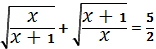 √(x/(x + 1)) + √((x + 1)/x) = 5/2